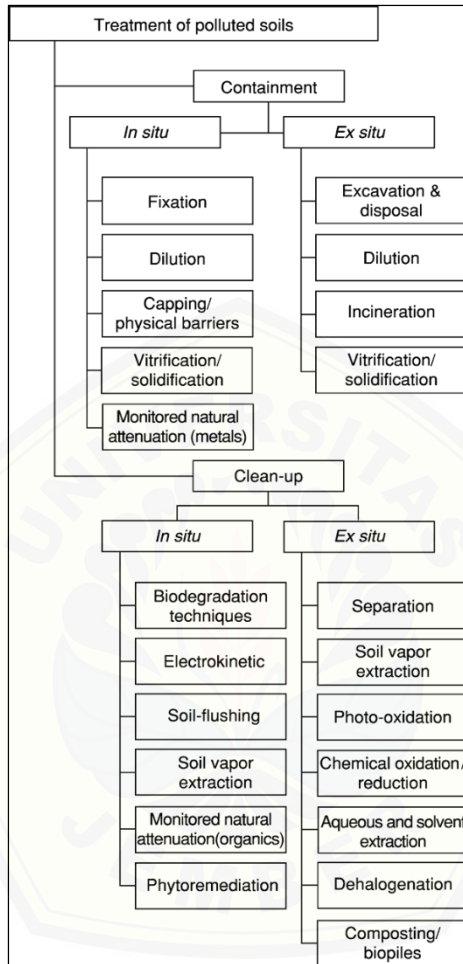 Treatment of polluted soils
Containment
In situ
Ex situ
Fixation
Excavation &
disposal
Dilution
Dilution
Capping/
physical barriers
Incineration
Vitrification/
solidification
Vitrification/
solidification
Monitored natural
attenuation (metals)
Clean-up
In situ
Ex situ
Biodegradation
techniques
Separation
Electrokinetic
Soil vapor
extraction
Soil-flushing
Photo-oxidation
Soil vapor
extraction
Chemical oxidation/
reduction
Monitored natural
attenuation(organics)
Aqueous and solvent
extraction
Phytoremediation
Dehalogenation
Composting/
biopiles
UNIVERSITAS
JEMBER